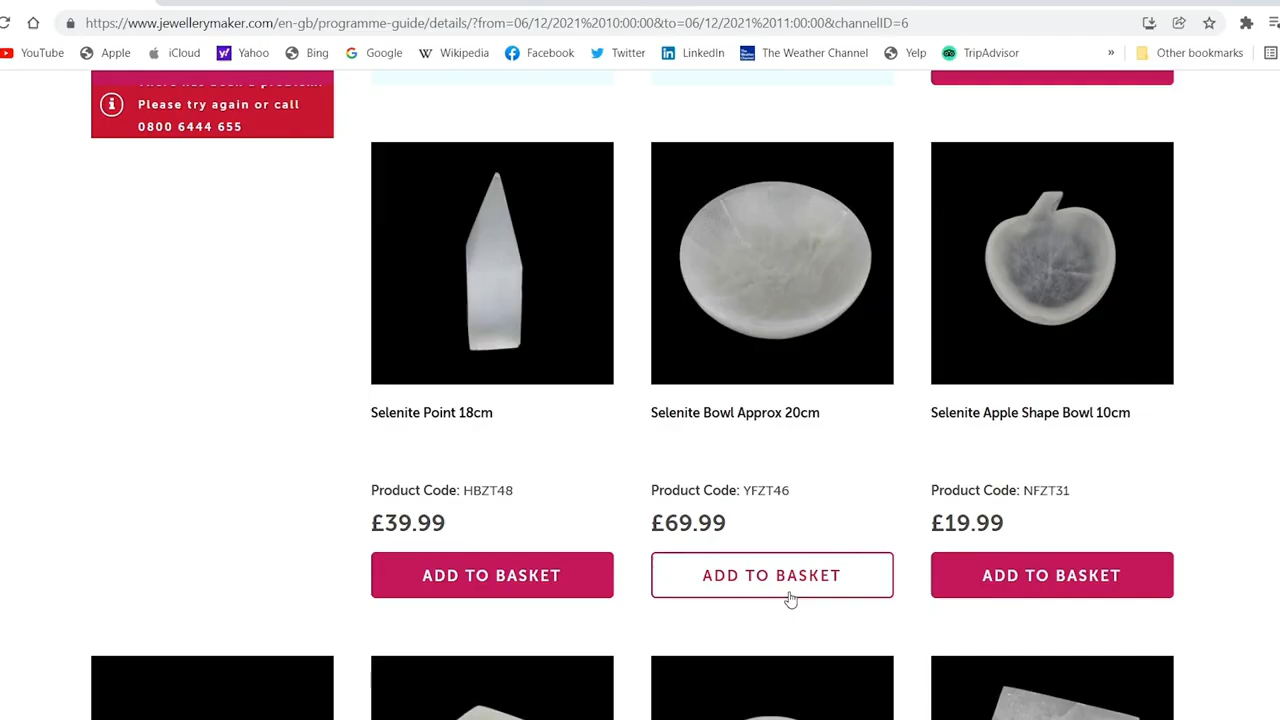 https://www.jewellerymaker.com/en-gb/programme-guide/details/?from=06/12/2021%2010:00:00&to=06/12/2021%2011:00:00&channelID=6
YouTube Apple iCloud Yahoo Bing Google Wikipedia Facebook Twitter LinkedIn The Weather Channel Yelp TripAdvisor » Other bookmarks
Please try again or call
0800 6444 655
Selenite Point 18cm
Product Code: HBZT48
£39.99
ADD TO BASKET
Selenite Bowl Approx 20cm
Product Code: YFZT46
£69.99
ADD TO BASKET
Selenite Apple Shape Bowl 10cm
Product Code: NFZT31
£19.99
ADD TO BASKET